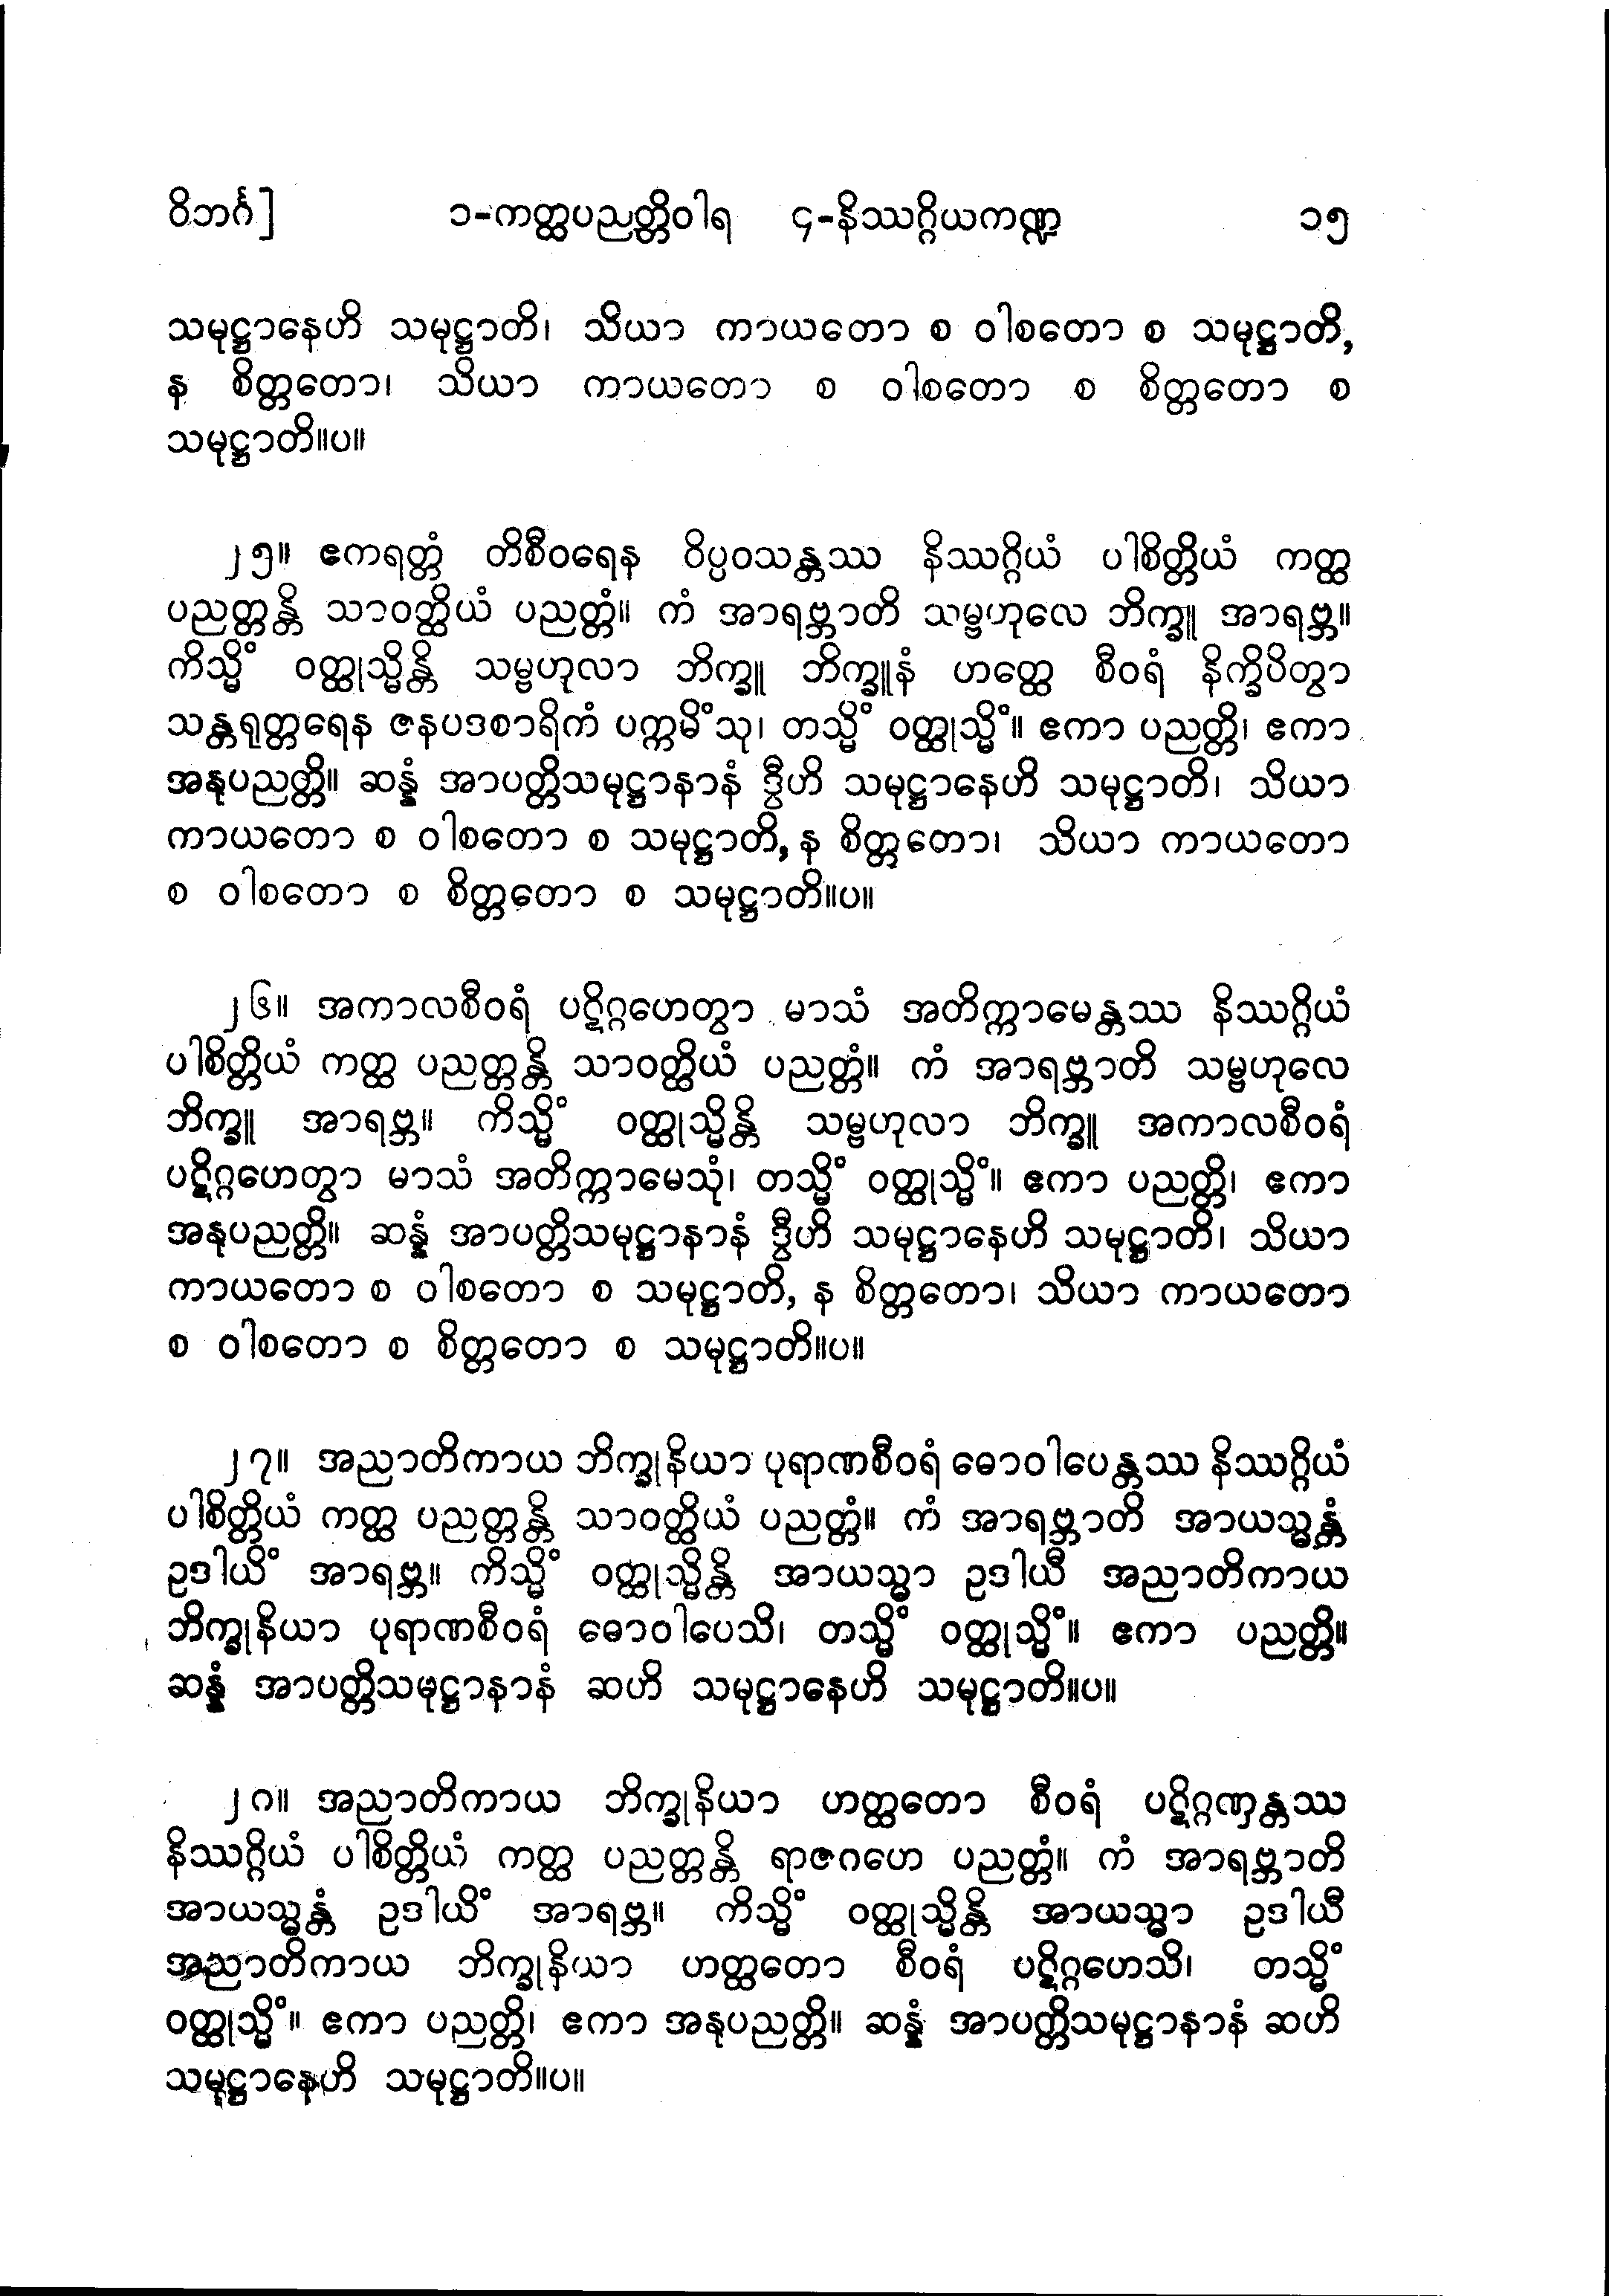 ဝိဘင်္ဂ] ၁-ကတ္ထပညတ္တိဝါရ ၄-နိဿဂ္ဂိယကဏ္ဍ ၁၅
သမုဋ္ဌာနေဟိ သမုဋ္ဌာတိ၊ သိယာ ကာယတော စ ဝါစတော စ သမုဋ္ဌာတိ,
န စိတ္တတော၊ သိယာ ကာယတော စ ဝါစတော စ စိတ္တတော စ
သမုဋ္ဌာတိ။ပ။
၂၅။ ဧကရတ္တံ တိစီဝရေန ဝိပ္ပဝသန္တဿ နိဿဂ္ဂိယံ ပါစိတ္တိယံ ကတ္ထ
ပညတ္တန္တိ သာဝတ္ထိယံ ပညတ္တံ။ ကံ အာရဗ္ဘာတိ သမ္ဗဟုလေ ဘိက္ခူ အာရဗ္ဘ။
ကိသ္မိံ ဝတ္ထုသ္မိန္တိ သမ္ဗဟုလာ ဘိက္ခူ ဘိက္ခူနံ ဟတ္ထေ စီဝရံ နိက္ခိပိတွာ
သန္တရုတ္တရေန ဇနပဒစာရိကံ ပက္ကမိံသု၊ တသ္မိံ ဝတ္ထုသ္မိံ။ ဧကာ ပညတ္တိ၊ ဧကာ
အနုပညတ္တိ။ ဆန္နံ အာပတ္တိသမုဋ္ဌာနာနံ ဒွီဟိ သမုဋ္ဌာနေဟိ သမုဋ္ဌာတိ၊ သိယာ
ကာယတော စ ဝါစတော စ သမုဋ္ဌာတိ, န စိတ္တတော၊ သိယာ ကာယတော
စ ဝါစတော စ စိတ္တတော စ သမုဋ္ဌာတိ။ပ။
၂၆။ အကာလစီဝရံ ပဋိဂ္ဂဟေတွာ မာသံ အတိက္ကာမေန္တဿ နိဿဂ္ဂိယံ
ပါစိတ္တိယံ ကတ္ထ ပညတ္တန္တိ သာဝတ္ထိယံ ပညတ္တံ။ ကံ အာရဗ္ဘာတိ သမ္ဗဟုလေ
ဘိက္ခူ အာရဗ္ဘ။ ကိသ္မိံ ဝတ္ထုသ္မိန္တိ သမ္ဗဟုလာ ဘိက္ခူ အကာလစီဝရံ
ပဋိဂ္ဂဟေတွာ မာသံ အတိက္ကာမေသုံ၊ တသ္မိံ ဝတ္ထုသ္မိံ။ ဧကာ ပညတ္တိ၊ ဧကာ
အနုပညတ္တိ။ ဆန္နံ အာပတ္တိသမုဋ္ဌာနာနံ ဒွီဟိ သမုဋ္ဌာနေဟိ သမုဋ္ဌာတိ၊ သိယာ
ကာယတော စ ဝါစတော စ သမုဋ္ဌာတိ, န စိတ္တတော၊ သိယာ ကာယတော
စ ဝါစတော စ စိတ္တတော စ သမုဋ္ဌာတိ။ပ။
၂၇။ အညာတိကာယ ဘိက္ခုနိယာ ပုရာဏစီဝရံ ဓောဝါပေန္တဿ နိဿဂ္ဂိယံ
ပါစိတ္တိယံ ကတ္ထ ပညတ္တန္တိ သာဝတ္ထိယံ ပညတ္တံ။ ကံ အာရဗ္ဘာတိ အာယသ္မန္တံ
ဥဒါယိံ အာရဗ္ဘ။ ကိသ္မိံ ဝတ္ထုသ္မိန္တိ အာယသ္မာ ဥဒါယီ အညာတိကာယ
ဘိက္ခုနိယာ ပုရာဏစီဝရံ ဓောဝါပေသိ၊ တသ္မိံ ဝတ္ထုသ္မိံ။ ဧကာ ပညတ္တိ။
ဆန္နံ အာပတ္တိသမုဋ္ဌာနာနံ ဆဟိ သမုဋ္ဌာနေဟိ သမုဋ္ဌာတိ။ပ။
၂၈။ အညာတိကာယ ဘိက္ခုနိယာ ဟတ္ထတော စီဝရံ ပဋိဂ္ဂဏှန္တဿ
နိဿဂ္ဂိယံ ပါစိတ္တိယံ ကတ္ထ ပညတ္တန္တိ ရာဇဂဟေ ပညတ္တံ။ ကံ အာရဗ္ဘာတိ
အာယသ္မန္တံ ဥဒါယိံ အာရဗ္ဘ။ ကိသ္မိံ ဝတ္ထုသ္မိန္တိ အာယသ္မာ ဥဒါယီ
အညာတိကာယ ဘိက္ခုနိယာ ဟတ္ထတော စီဝရံ ပဋိဂ္ဂဟေသိ၊ တသ္မိံ
ဝတ္ထုသ္မိံ။ ဧကာ ပညတ္တိ၊ ဧကာ အနုပညတ္တိ။ ဆန္နံ အာပတ္တိသမုဋ္ဌာနာနံ ဆဟိ
သမုဋ္ဌာနေဟိ သမုဋ္ဌာတိ။ပ။